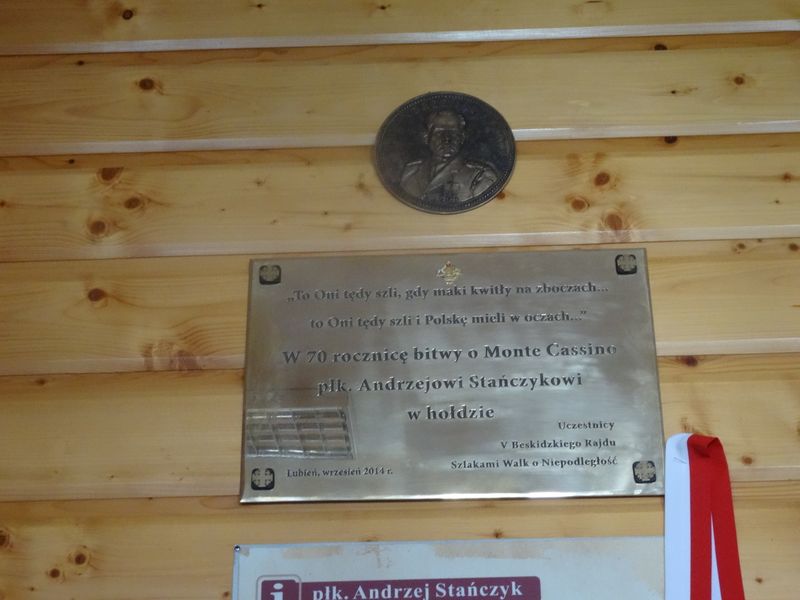 „To Oni tędy szli, gdy maki kwitły na zboczach...
to Oni tędy szli i Polskę mieli w oczach...”
W 70 rocznicę bitwy o Monte Cassino
płk. Andrzejowi Stańczykowi
w hołdzie
Uczestnicy
V Beskidzkiego Rajdu
Szlakami Walk o Niepodległość
Lubień, wrzesień 2014 r.
i płk. Andrzej Stańczyk